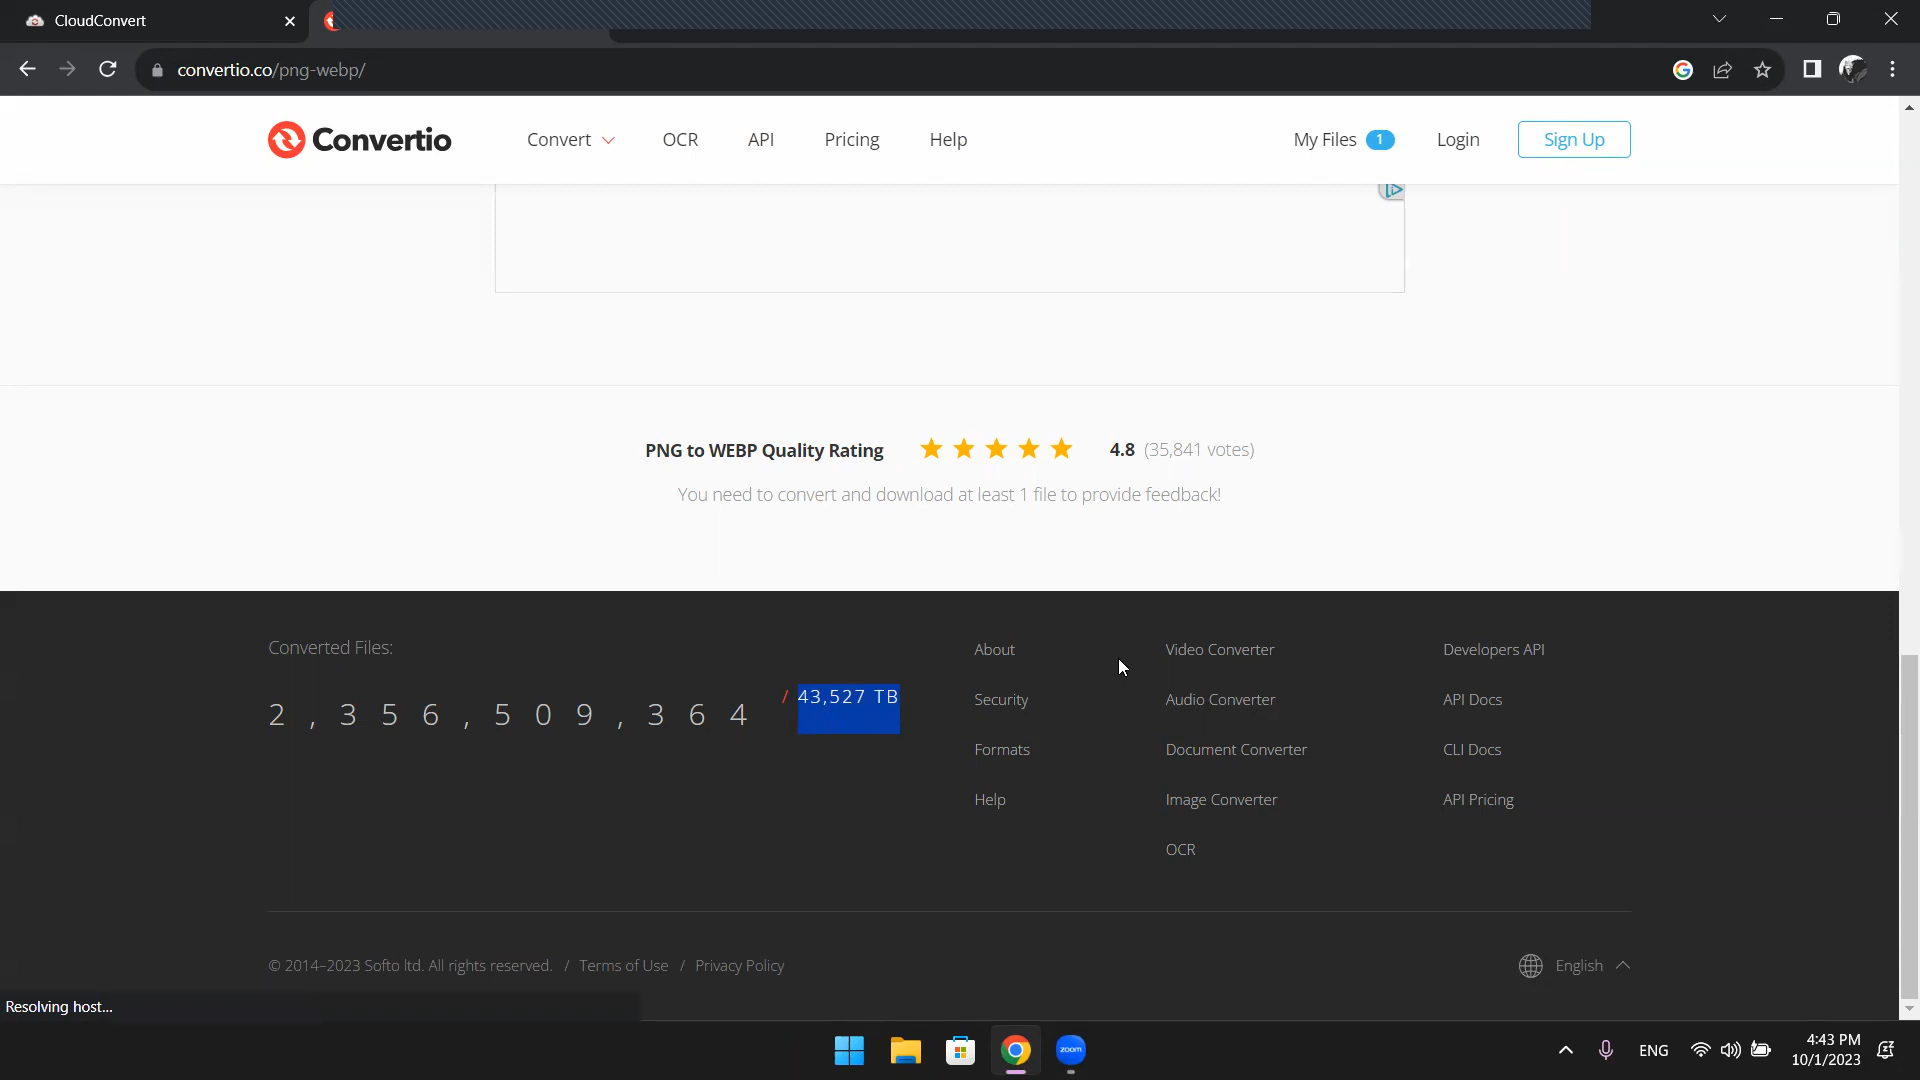 CloudConvert
convertio.co/png-webp/
Convertio
Convert
OCR
API
Pricing
Help
My Files 1
Login
Sign Up
PNG to WEBP Quality Rating 4.8 (35,841 votes)
You need to convert and download at least 1 file to provide feedback!
Converted Files:
2,356,509,364 / 43,527 TB
About
Security
Formats
Help
Video Converter
Audio Converter
Document Converter
Image Converter
OCR
Developers API
API Docs
CLI Docs
API Pricing
© 2014–2023 Softo ltd. All rights reserved. / Terms of Use / Privacy Policy
English
Resolving host...
zoom
ENG
4:43 PM
10/1/2023